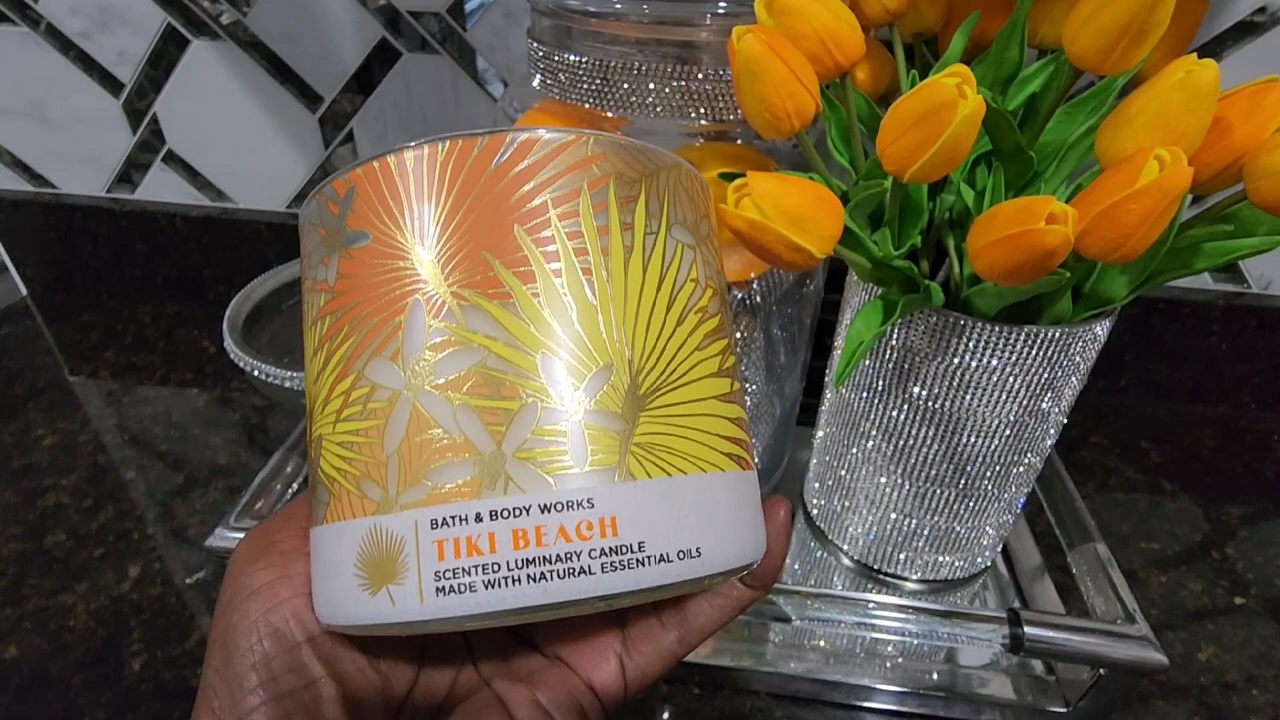 BATH & BODY WORKS
TIKI BEACH
SCENTED LUMINARY CANDLE
MADE WITH NATURAL ESSENTIAL OILS